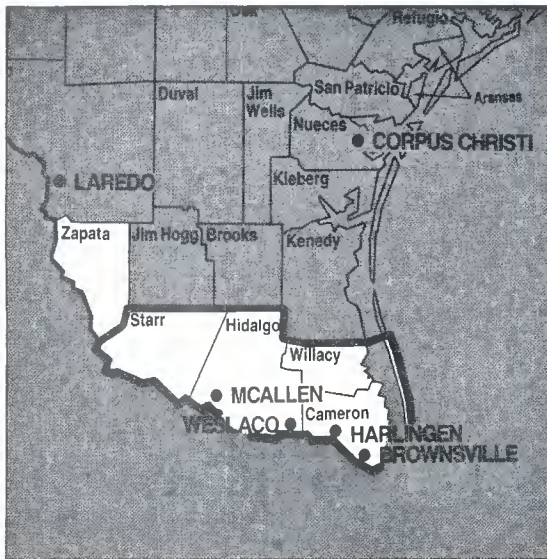 Refugio
Duval
Jim
Wells
San Patricio
Aransas
Nueces
CORPUS CHRISTI
LAREDO
Kleberg
Zapata
Jim Hogg
Brooks
Kenedy
Starr
Hidalgo
Willacy
MCALLEN
WESLACO
Cameron
HARLINGEN
BROWNSVILLE